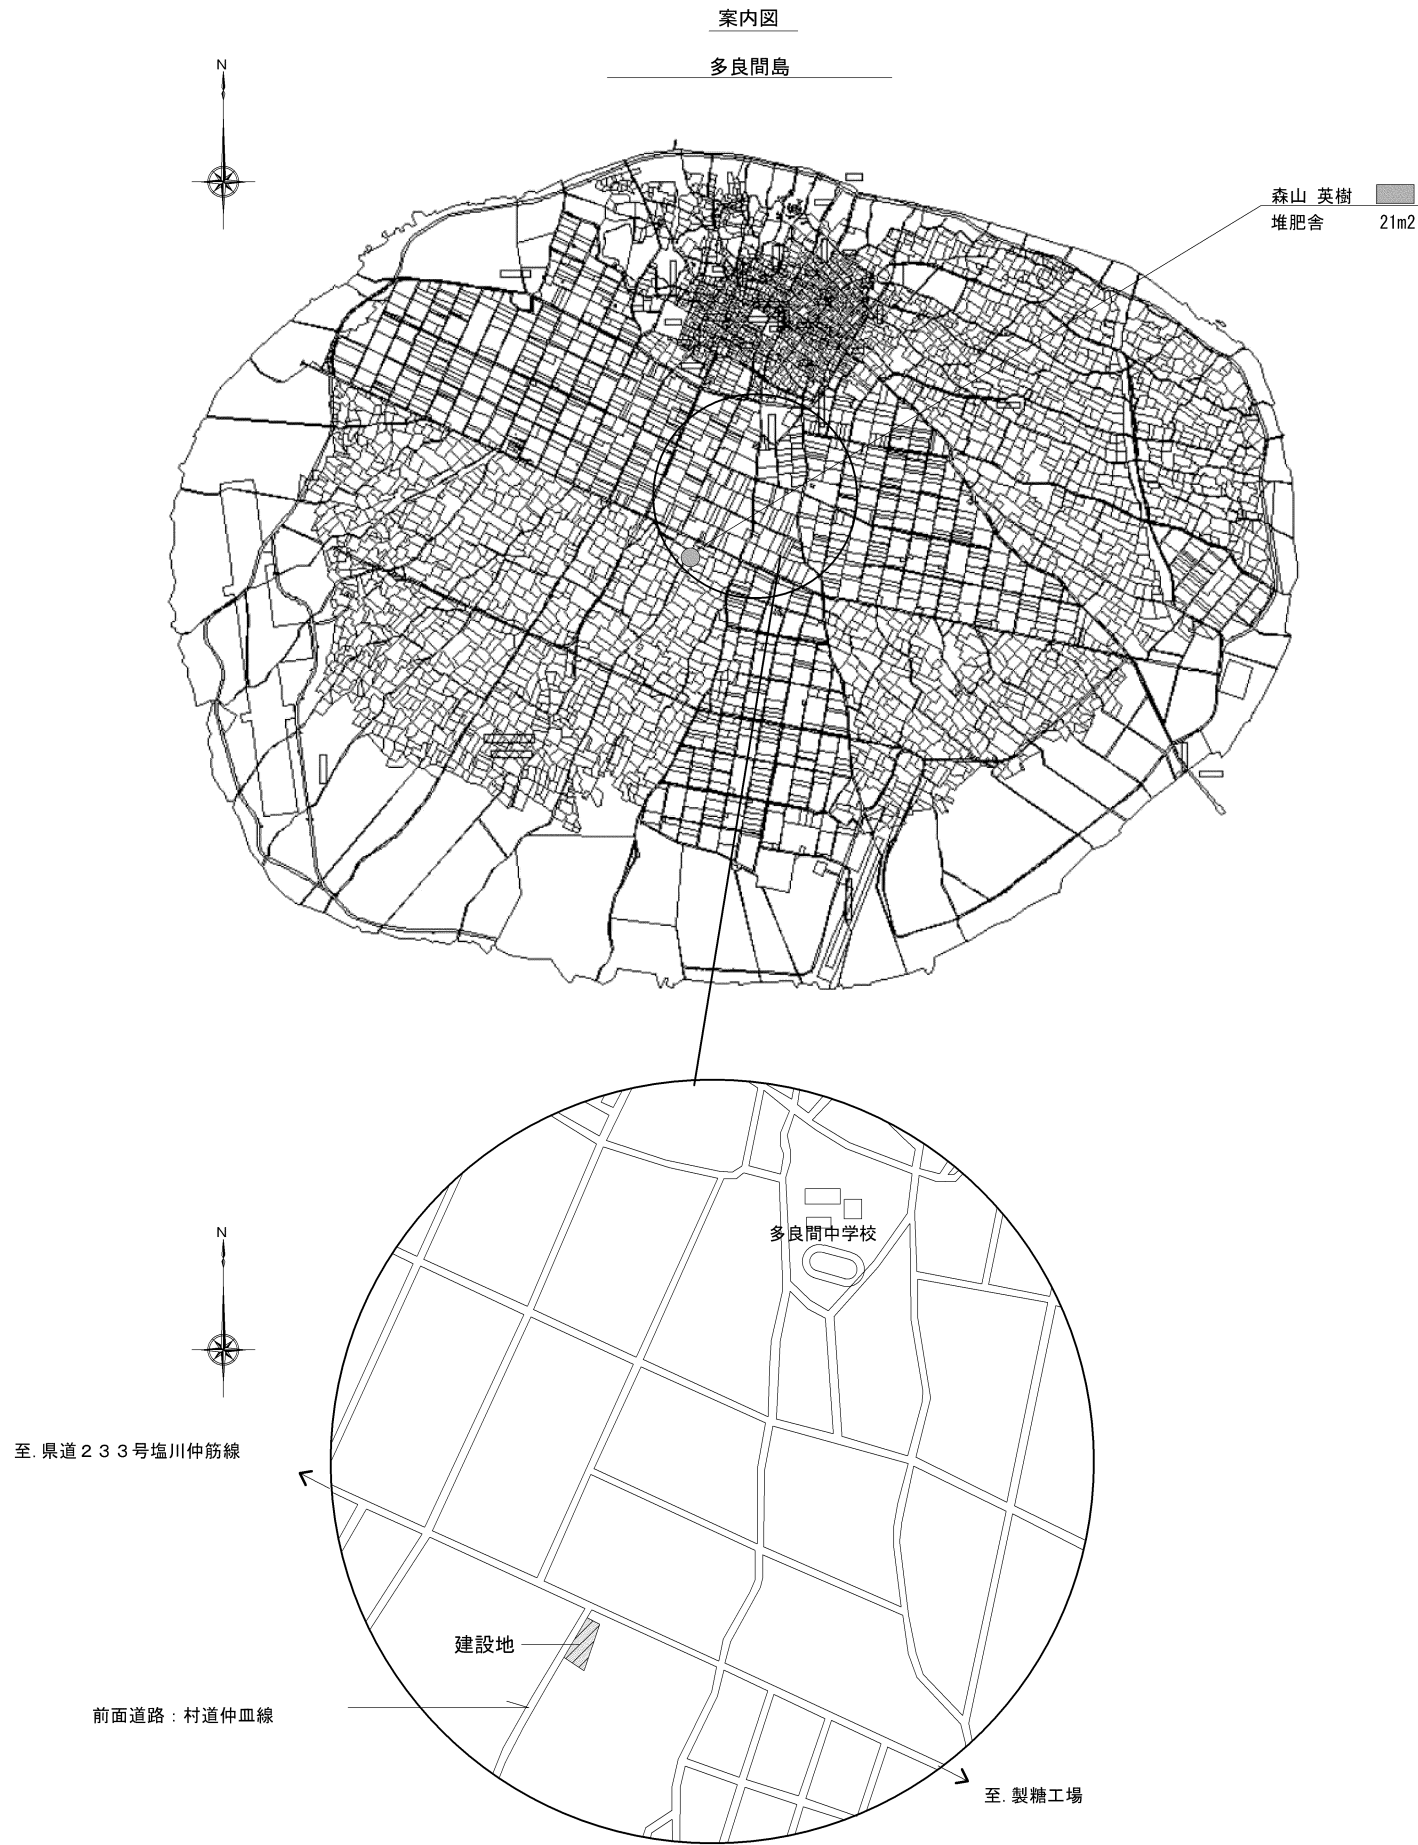 案内図
多良間島
N
森山 英樹
堆肥舎 21m2
多良間中学校
N
至.県道２３３号塩川仲筋線
建設地
前面道路：村道仲皿線
至.製糖工場